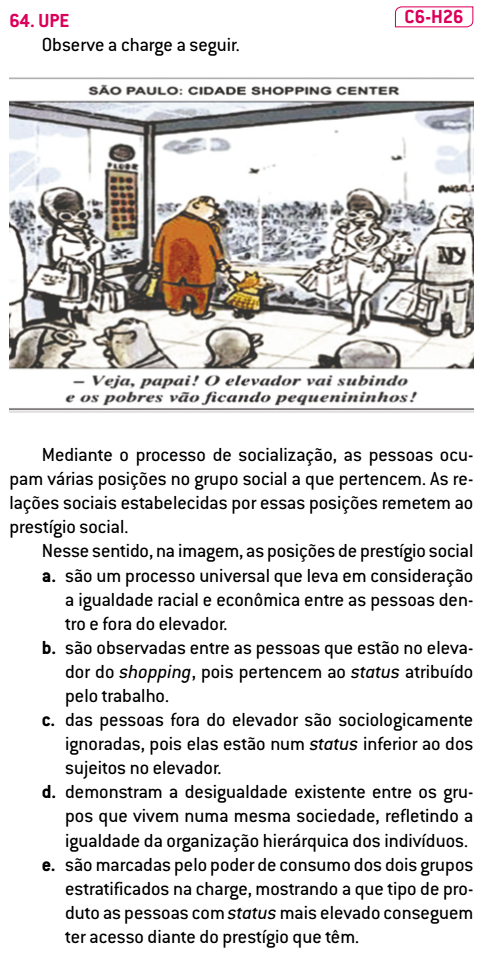 64. UPE
C6-H26
Observe a charge a seguir.
SÃO PAULO: CIDADE SHOPPING CENTER
FLOOR
ANGEL
NY
– Veja, papai! O elevador vai subindo
e os pobres vão ficando pequenininhos!
Mediante o processo de socialização, as pessoas ocu-
pam várias posições no grupo social a que pertencem. As re-
lações sociais estabelecidas por essas posições remetem ao
prestígio social.
Nesse sentido, na imagem, as posições de prestígio social
a. são um processo universal que leva em consideração
a igualdade racial e econômica entre as pessoas den-
tro e fora do elevador.
b. são observadas entre as pessoas que estão no eleva-
dor do shopping, pois pertencem ao status atribuído
pelo trabalho.
c. das pessoas fora do elevador são sociologicamente
ignoradas, pois elas estão num status inferior ao dos
sujeitos no elevador.
d. demonstram a desigualdade existente entre os gru-
pos que vivem numa mesma sociedade, refletindo a
igualdade da organização hierárquica dos indivíduos.
e. são marcadas pelo poder de consumo dos dois grupos
estratificados na charge, mostrando a que tipo de pro-
duto as pessoas com status mais elevado conseguem
ter acesso diante do prestígio que têm.